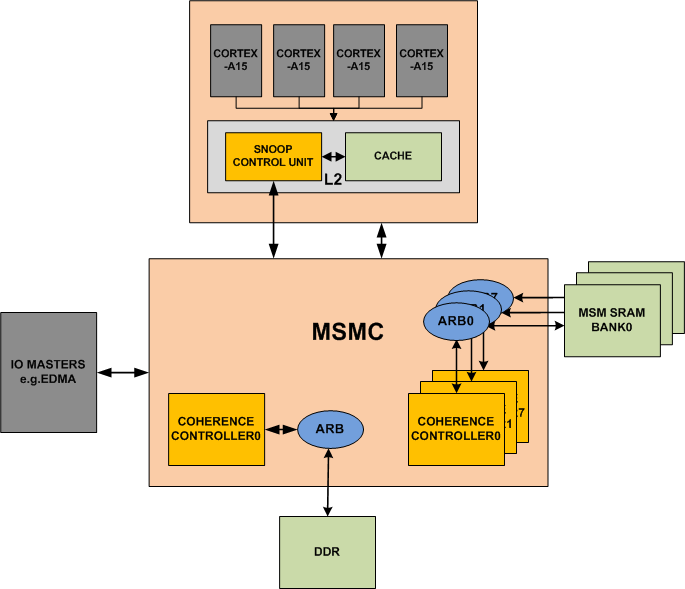 CORTEX
-A15
CORTEX
-A15
CORTEX
-A15
CORTEX
-A15
SNOOP
CONTROL UNIT
CACHE
L2
MSMC
ARB0
MSM SRAM
BANK0
IO MASTERS
e.g.EDMA
COHERENCE
CONTROLLER0
ARB
COHERENCE
CONTROLLER0
DDR